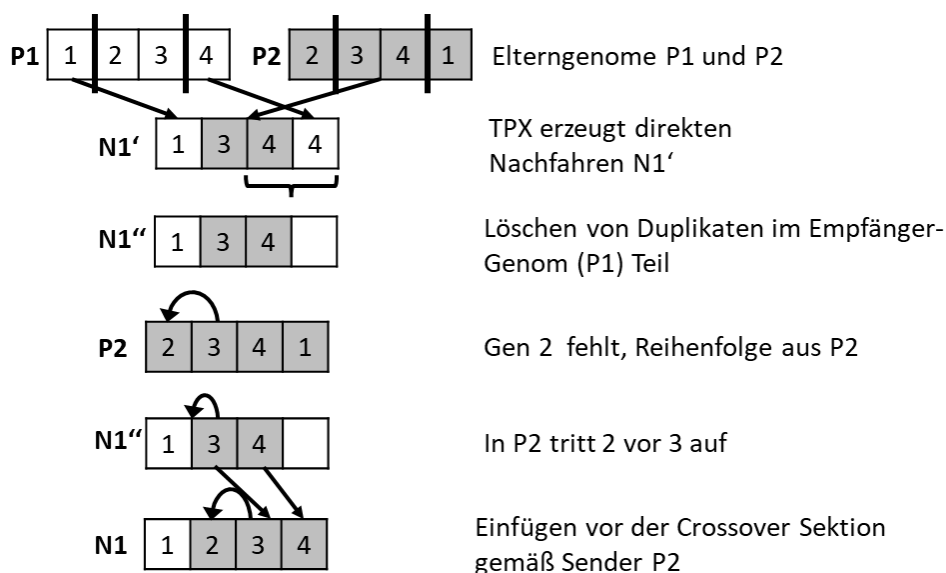 P1 1 2 3 4 P2 2 3 4 1 Elterngenome P1 und P2
N1‘ 1 3 4 4 TPX erzeugt direkten
Nachfahren N1‘
N1‘‘ 1 3 4 Löschen von Duplikaten im Empfänger-
Genom (P1) Teil
P2 2 3 4 1 Gen 2 fehlt, Reihenfolge aus P2
N1‘‘ 1 3 4 In P2 tritt 2 vor 3 auf
N1 1 2 3 4 Einfügen vor der Crossover Sektion
gemäß Sender P2